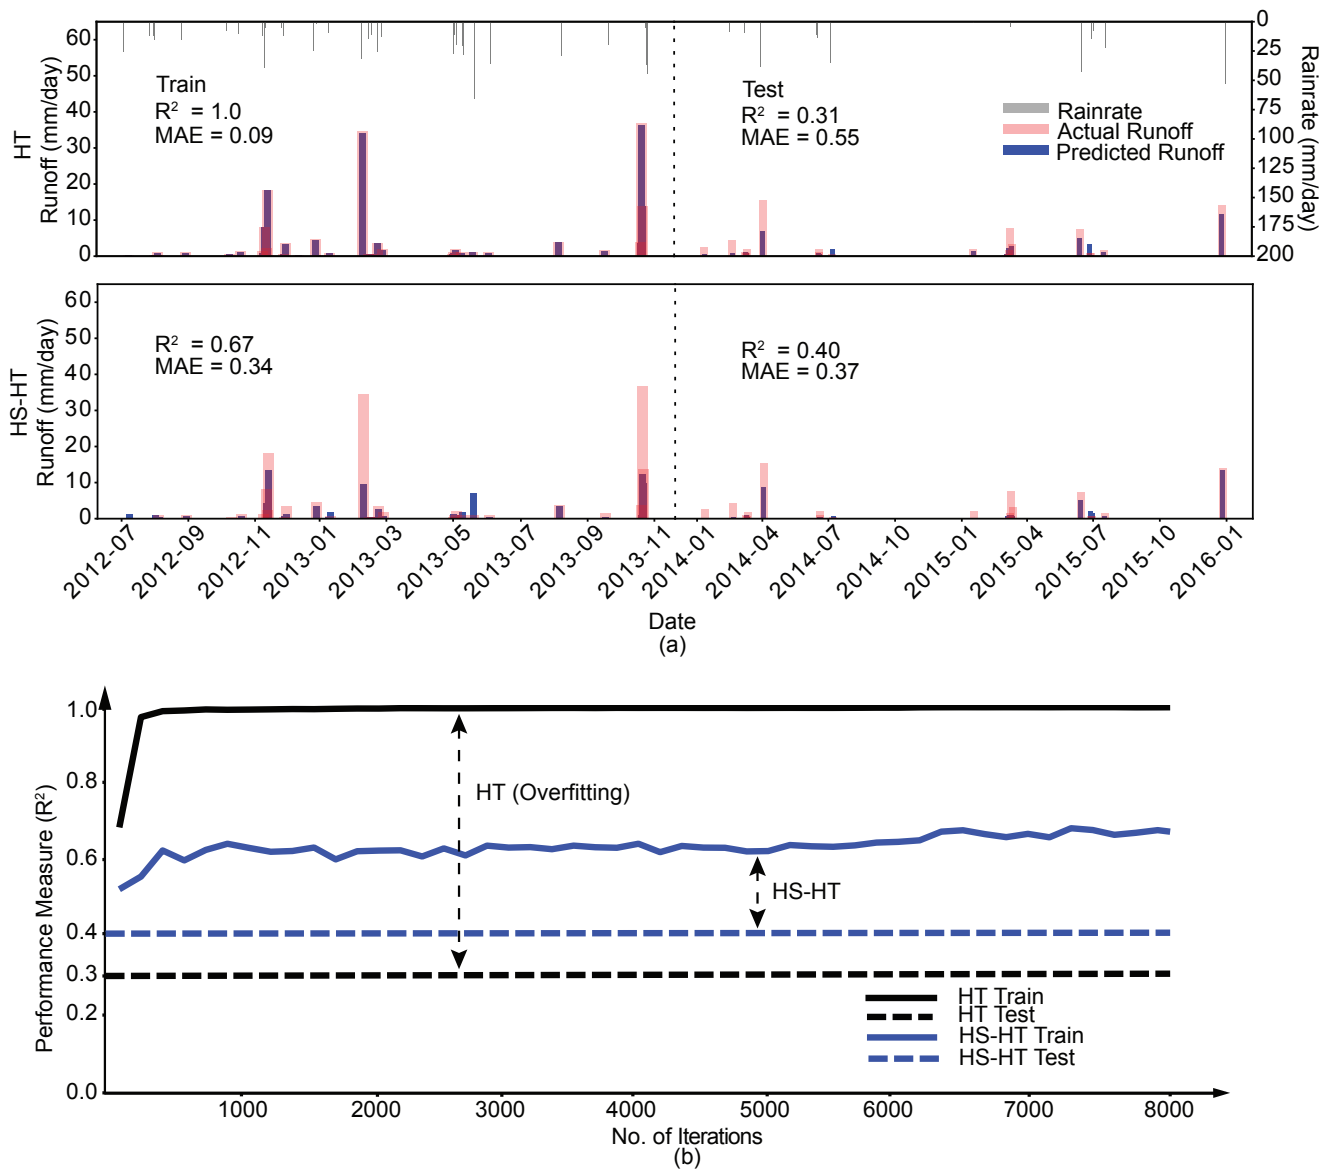 0
60
25
50
50
40
75
30
100
20
125
10
150
0
175
200
HT
Runoff (mm/day)
Rainrate (mm/day)
Train
R² = 1.0
MAE = 0.09
Test
R² = 0.31
MAE = 0.55
Rainrate
Actual Runoff
Predicted Runoff
60
50
40
30
20
10
0
HS-HT
Runoff (mm/day)
R² = 0.67
MAE = 0.34
R² = 0.40
MAE = 0.37
2012-07 2012-09 2012-11 2013-01 2013-03 2013-05 2013-07 2013-09 2013-11 2014-01 2014-04 2014-07 2014-10 2015-01 2015-04 2015-07 2015-10 2016-01
Date
(a)
1.0
0.8
0.6
0.4
0.3
0.2
0.0
Performance Measure (R²)
HT (Overfitting)
HS-HT
HT Train
HT Test
HS-HT Train
HS-HT Test
1000 2000 3000 4000 5000 6000 7000 8000
No. of Iterations
(b)